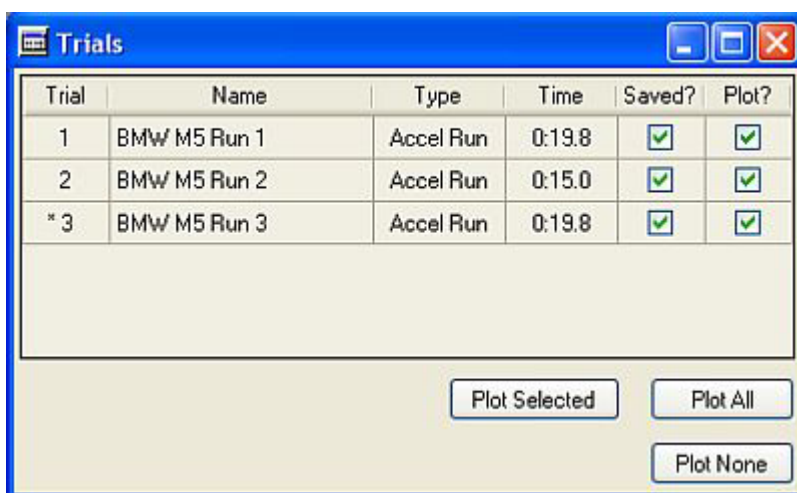 Trials
Trial Name Type Time Saved? Plot?
1 BMW M5 Run 1 Accel Run 0:19.8
2 BMW M5 Run 2 Accel Run 0:15.0
* 3 BMW M5 Run 3 Accel Run 0:19.8
Plot Selected Plot All
Plot None